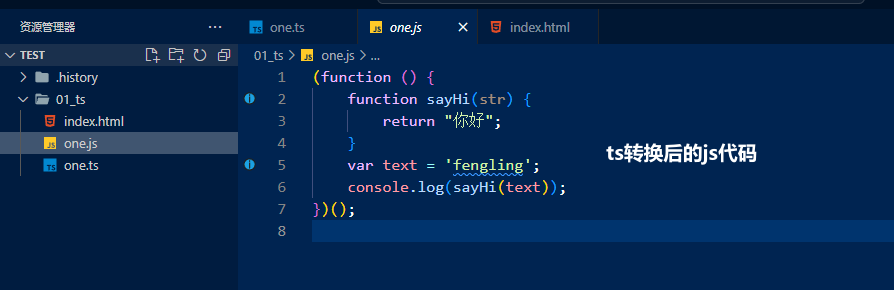 资源管理器 ...
TS one.ts
JS one.js ×
5 index.html
TEST
.history
01_ts
5 index.html
JS one.js
TS one.ts
01_ts > JS one.js > ...
1 (function () {
2 function sayHi(str) {
3 return "你好";
4 }
5 var text = 'fengling';
6 console.log(sayHi(text));
7 })();
8
ts转换后的js代码